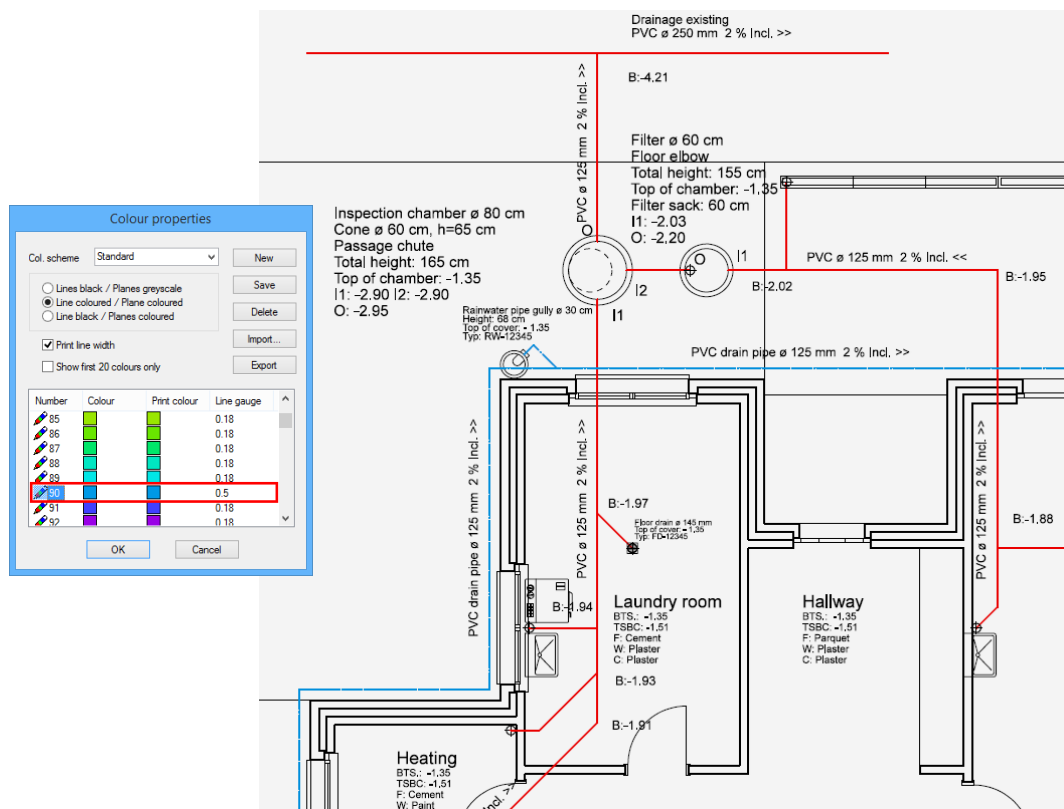 Colour properties
Col. scheme
Standard
New
Save
Delete
Import...
Export
Lines black / Planes greyscale
Line coloured / Plane coloured
Line black / Planes coloured
Print line width
Show first 20 colours only
Number Colour Print colour Line gauge
85 0.18
86 0.18
87 0.18
88 0.18
89 0.18
90 0.5
91 0.18
92 0.18
OK
Cancel
Drainage existing
PVC ø 250 mm 2 % Incl. >>
B:-4.21
PVC ø 125 mm 2 % Incl. >>
Filter ø 60 cm
Floor elbow
Total height: 155 cm
Top of chamber: -1.35
Filter sack: 60 cm
I1: -2.03
O: -2.20
Inspection chamber ø 80 cm
Cone ø 60 cm, h=65 cm
Passage chute
Total height: 165 cm
Top of chamber: -1.35
I1: -2.90 I2: -2.90
O: -2.95
O
O
I1
I2
I1
PVC ø 125 mm 2 % Incl. <<
B:-2.02
B:-1.95
Rainwater pipe gully ø 30 cm
Height: 68 cm
Top of cover: - 1.35
Typ: RW-12345
PVC drain pipe ø 125 mm 2 % Incl. >>
PVC drain pipe ø 125 mm 2 % Incl. >>
PVC ø 125 mm 2 % Incl. >>
PVC ø 125 mm 2 % Incl. >>
B:-1.97
Floor drain ø 145 mm
Top of cover: -1.35
Typ: FD-12345
B:-1.88
B:-1.94
Laundry room
BTS.: -1.35
TSBC: -1.51
F: Cement
W: Plaster
C: Plaster
Hallway
BTS.: -1.35
TSBC: -1.51
F: Parquet
W: Plaster
C: Plaster
B:-1.93
B:-1.91
Heating
BTS.: -1.35
TSBC: -1.51
F: Cement
W: Paint
Incl. >>